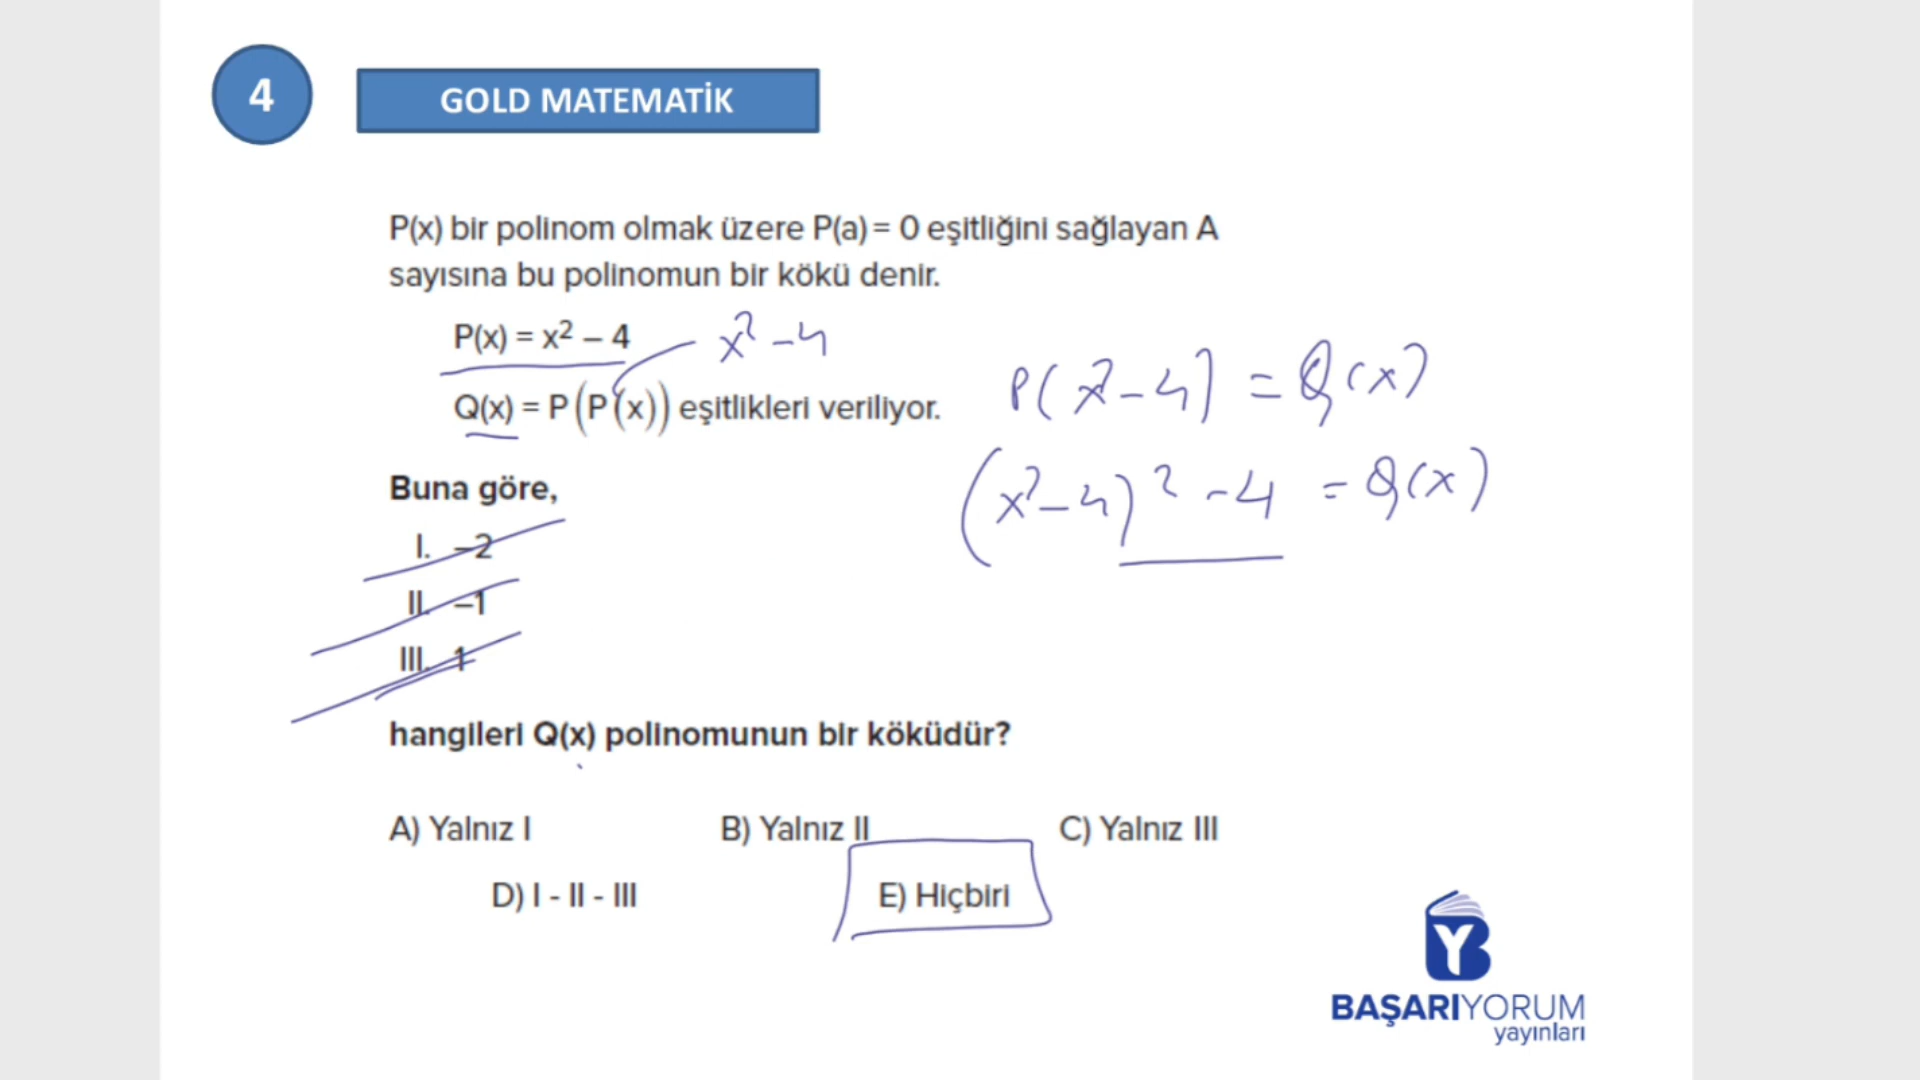 4
GOLD MATEMATİK
P(x) bir polinom olmak üzere P(a) = 0 eşitliğini sağlayan A
sayısına bu polinomun bir kökü denir.
P(x) = x² – 4
x² – 4
Q(x) = P(P(x)) eşitlikleri veriliyor.
P(x² – 4) = Q(x)
(x² – 4)² – 4 = Q(x)
Buna göre,
I. –2
II. –1
III. 1
hangileri Q(x) polinomunun bir köküdür?
A) Yalnız I
B) Yalnız II
C) Yalnız III
D) I - II - III
E) Hiçbiri
BAŞARIYORUM
yayınları